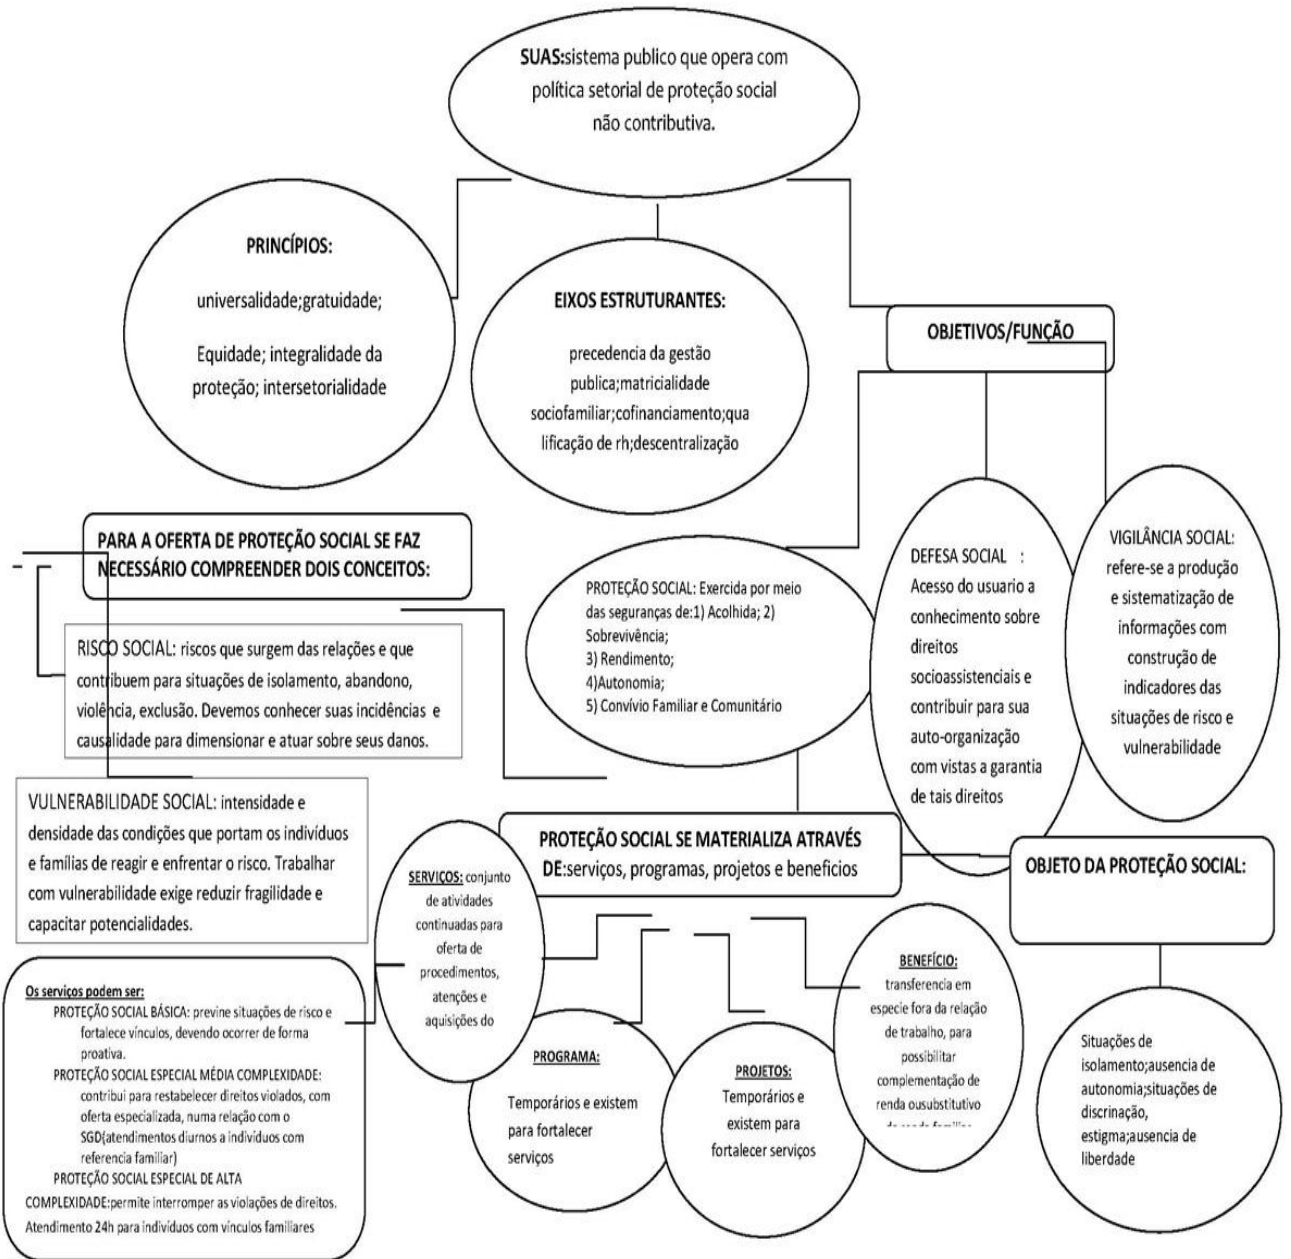 SUAS:sistema publico que opera com
política setorial de proteção social
não contributiva.
PRINCÍPIOS:
universalidade;gratuidade;
Equidade; integralidade da
proteção; intersetorialidade
EIXOS ESTRUTURANTES:
precedencia da gestão
publica;matricialidade
sociofamiliar;cofinanciamento;qua
lificação de rh;descentralização
OBJETIVOS/FUNÇÃO
PARA A OFERTA DE PROTEÇÃO SOCIAL SE FAZ
NECESSÁRIO COMPREENDER DOIS CONCEITOS:
RISCO SOCIAL: riscos que surgem das relações e que
contribuem para situações de isolamento, abandono,
violência, exclusão. Devemos conhecer suas incidências e
causalidade para dimensionar e atuar sobre seus danos.
VULNERABILIDADE SOCIAL: intensidade e
densidade das condições que portam os indivíduos
e famílias de reagir e enfrentar o risco. Trabalhar
com vulnerabilidade exige reduzir fragilidade e
capacitar potencialidades.
PROTEÇÃO SOCIAL: Exercida por meio
das seguranças de:1) Acolhida; 2)
Sobrevivência;
3) Rendimento;
4)Autonomia;
5) Convívio Familiar e Comunitário
DEFESA SOCIAL :
Acesso do usuario a
conhecimento sobre
direitos
socioassistenciais e
contribuir para sua
auto-organização
com vistas a garantia
de tais direitos
VIGILÂNCIA SOCIAL:
refere-se a produção
e sistematização de
informações com
construção de
indicadores das
situações de risco e
vulnerabilidade
PROTEÇÃO SOCIAL SE MATERIALIZA ATRAVÉS
DE:serviços, programas, projetos e beneficios
OBJETO DA PROTEÇÃO SOCIAL:
SERVIÇOS: conjunto
de atividades
continuadas para
oferta de
procedimentos,
atenções e
aquisições do
Os serviços podem ser:
PROTEÇÃO SOCIAL BÁSICA: previne situações de risco e
fortalece vínculos, devendo ocorrer de forma
proativa.
PROTEÇÃO SOCIAL ESPECIAL MÉDIA COMPLEXIDADE:
contribui para restabelecer direitos violados, com
oferta especializada, numa relação com o
SGD(atendimentos diurnos a indivíduos com
referencia familiar)
PROTEÇÃO SOCIAL ESPECIAL DE ALTA
COMPLEXIDADE:permite interromper as violações de direitos.
Atendimento 24h para indivíduos com vínculos familiares
PROGRAMA:
Temporários e existem
para fortalecer
serviços
PROJETOS:
Temporários e
existem para
fortalecer serviços
BENEFÍCIO:
transferencia em
especie fora da relação
de trabalho, para
possibilitar
complementação de
renda ousubstitutivo
Situações de
isolamento;ausencia de
autonomia;situações de
discrinação,
estigma;ausencia de
liberdade